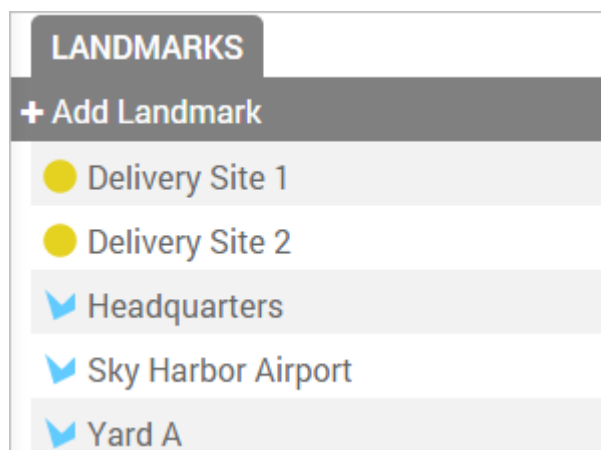 LANDMARKS
+ Add Landmark
Delivery Site 1
Delivery Site 2
Headquarters
Sky Harbor Airport
Yard A